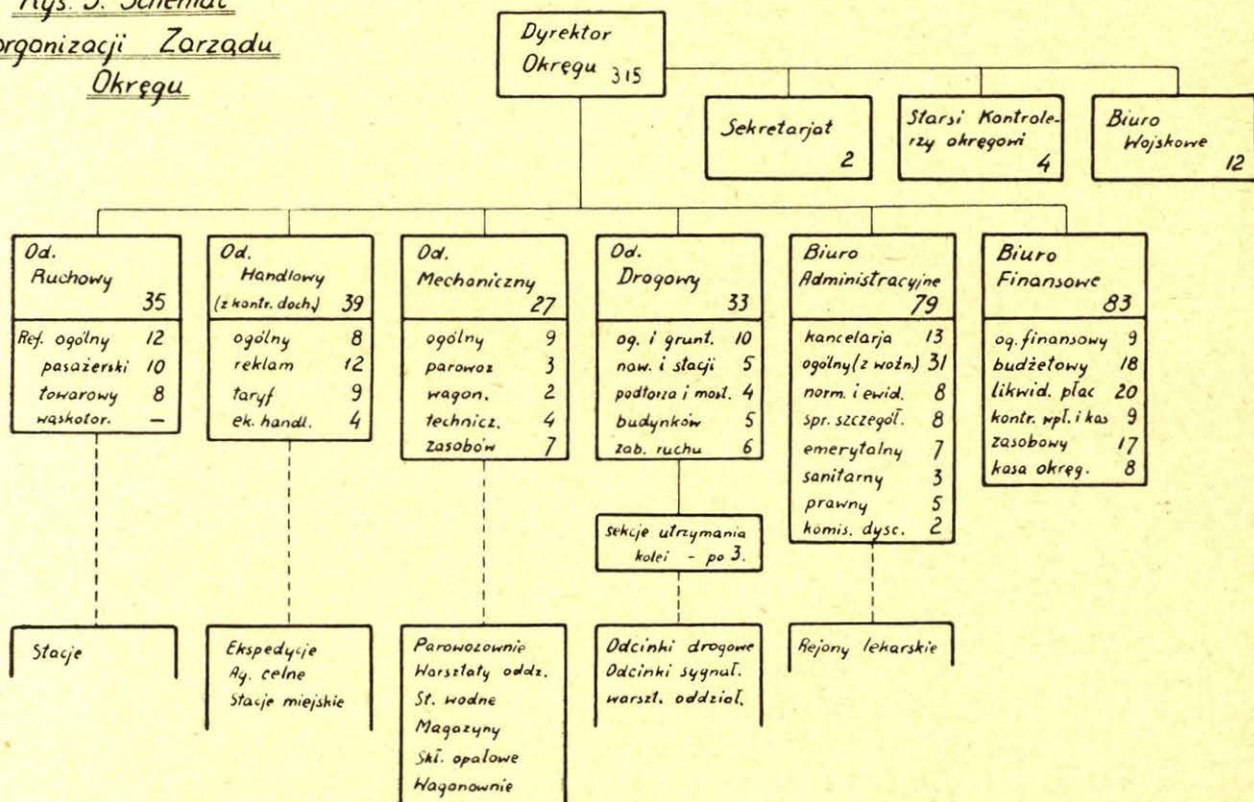 Rys. 5. Schemat
organizacji Zarządu
Okręgu
Dyrektor
Okręgu 315
Sekretarjat
2
Starsi Kontrole-
rzy okręgowi
4
Biuro
Wojskowe
12
Od.
Ruchowy
35
Ref. ogólny 12
pasażerski 10
towarowy 8
wąskotor. —
Od.
Handlowy
(z kontr. doch.) 39
ogólny 8
reklam 12
taryf 9
ek. handl. 4
Od.
Mechaniczny
27
ogólny 9
parowoz 3
wagon. 2
technicz. 4
zasobów 7
Od.
Drogowy
33
og. i grunt. 10
naw. i stacji 5
podtorza i most. 4
budynków 5
zab. ruchu 6
Biuro
Administracyjne
79
kancelarja 13
ogólny (z woźn.) 31
norm. i ewid. 8
spr. szczegół. 8
emerytalny 7
sanitarny 3
prawny 5
komis. dysc. 2
Biuro
Finansowe
83
og. finansowy 9
budżetowy 18
likwid. płac 20
kontr. wpł. i kas 9
zasobowy 17
kasa okręg. 8
sekcje utrzymania
kolei - po 3.
Stacje
Ekspedycje
Ag. celne
Stacje miejskie
Parowozownie
Warsztaty oddz.
St. wodne
Magazyny
Skł. opałowe
Wagonownie
Odcinki drogowe
Odcinki sygnał.
warszt. oddział.
Rejony lekarskie